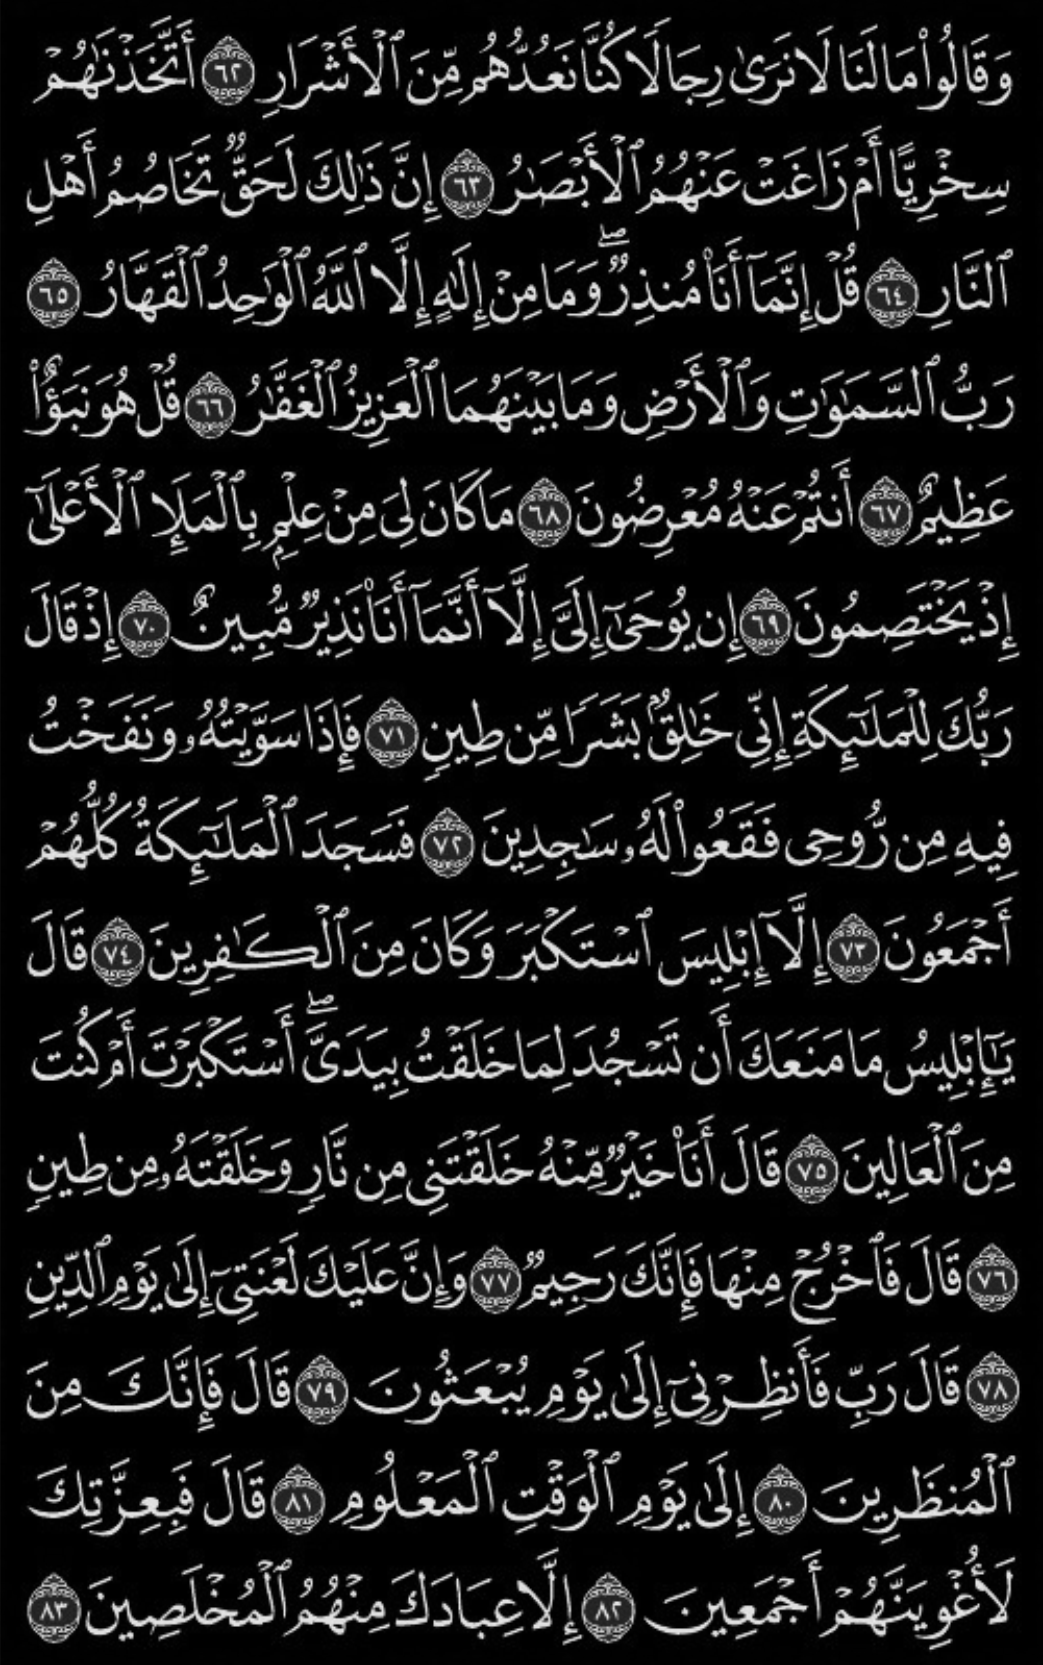 وَقَالُوا۟ مَا لَنَا لَا نَرَىٰ رِجَالًا كُنَّا نَعُدُّهُم مِّنَ ٱلْأَشْرَارِ ٦٢ أَتَّخَذْنَٰهُمْ
سِخْرِيًّا أَمْ زَاغَتْ عَنْهُمُ ٱلْأَبْصَٰرُ ٦٣ إِنَّ ذَٰلِكَ لَحَقٌّ تَخَاصُمُ أَهْلِ
ٱلنَّارِ ٦٤ قُلْ إِنَّمَآ أَنَا۠ مُنذِرٌ ۖ وَمَا مِنْ إِلَٰهٍ إِلَّا ٱللَّهُ ٱلْوَٰحِدُ ٱلْقَهَّارُ ٦٥
رَبُّ ٱلسَّمَٰوَٰتِ وَٱلْأَرْضِ وَمَا بَيْنَهُمَا ٱلْعَزِيزُ ٱلْغَفَّٰرُ ٦٦ قُلْ هُوَ نَبَؤٌا۟
عَظِيمٌ ٦٧ أَنتُمْ عَنْهُ مُعْرِضُونَ ٦٨ مَا كَانَ لِىَ مِنْ عِلْمٍۭ بِٱلْمَلَإِ ٱلْأَعْلَىٰٓ
إِذْ يَخْتَصِمُونَ ٦٩ إِن يُوحَىٰٓ إِلَىَّ إِلَّآ أَنَّمَآ أَنَا۠ نَذِيرٌ مُّبِينٌ ٧٠ إِذْ قَالَ
رَبُّكَ لِلْمَلَٰٓئِكَةِ إِنِّى خَٰلِقٌۢ بَشَرًا مِّن طِينٍ ٧١ فَإِذَا سَوَّيْتُهُۥ وَنَفَخْتُ
فِيهِ مِن رُّوحِى فَقَعُوا۟ لَهُۥ سَٰجِدِينَ ٧٢ فَسَجَدَ ٱلْمَلَٰٓئِكَةُ كُلُّهُمْ
أَجْمَعُونَ ٧٣ إِلَّآ إِبْلِيسَ ٱسْتَكْبَرَ وَكَانَ مِنَ ٱلْكَٰفِرِينَ ٧٤ قَالَ
يَٰٓإِبْلِيسُ مَا مَنَعَكَ أَن تَسْجُدَ لِمَا خَلَقْتُ بِيَدَىَّ ۖ أَسْتَكْبَرْتَ أَمْ كُنتَ
مِنَ ٱلْعَالِينَ ٧٥ قَالَ أَنَا۠ خَيْرٌ مِّنْهُ خَلَقْتَنِى مِن نَّارٍ وَخَلَقْتَهُۥ مِن طِينٍ
٧٦ قَالَ فَٱخْرُجْ مِنْهَا فَإِنَّكَ رَجِيمٌ ٧٧ وَإِنَّ عَلَيْكَ لَعْنَتِىٓ إِلَىٰ يَوْمِ ٱلدِّينِ
٧٨ قَالَ رَبِّ فَأَنظِرْنِىٓ إِلَىٰ يَوْمِ يُبْعَثُونَ ٧٩ قَالَ فَإِنَّكَ مِنَ
ٱلْمُنظَرِينَ ٨٠ إِلَىٰ يَوْمِ ٱلْوَقْتِ ٱلْمَعْلُومِ ٨١ قَالَ فَبِعِزَّتِكَ
لَأُغْوِيَنَّهُمْ أَجْمَعِينَ ٨٢ إِلَّا عِبَادَكَ مِنْهُمُ ٱلْمُخْلَصِينَ ٨٣